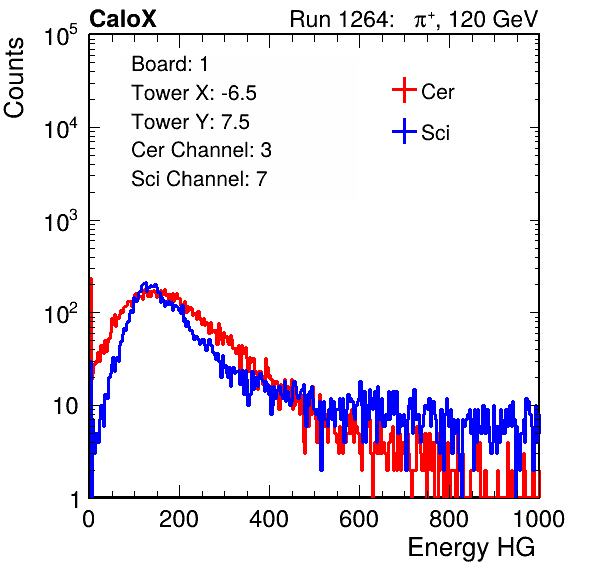 CaloX Run 1264: π⁺, 120 GeV
Counts
Board: 1
Tower X: -6.5
Tower Y: 7.5
Cer Channel: 3
Sci Channel: 7
Cer
Sci
10⁵
10⁴
10³
10²
10
1
0 200 400 600 800 1000
Energy HG